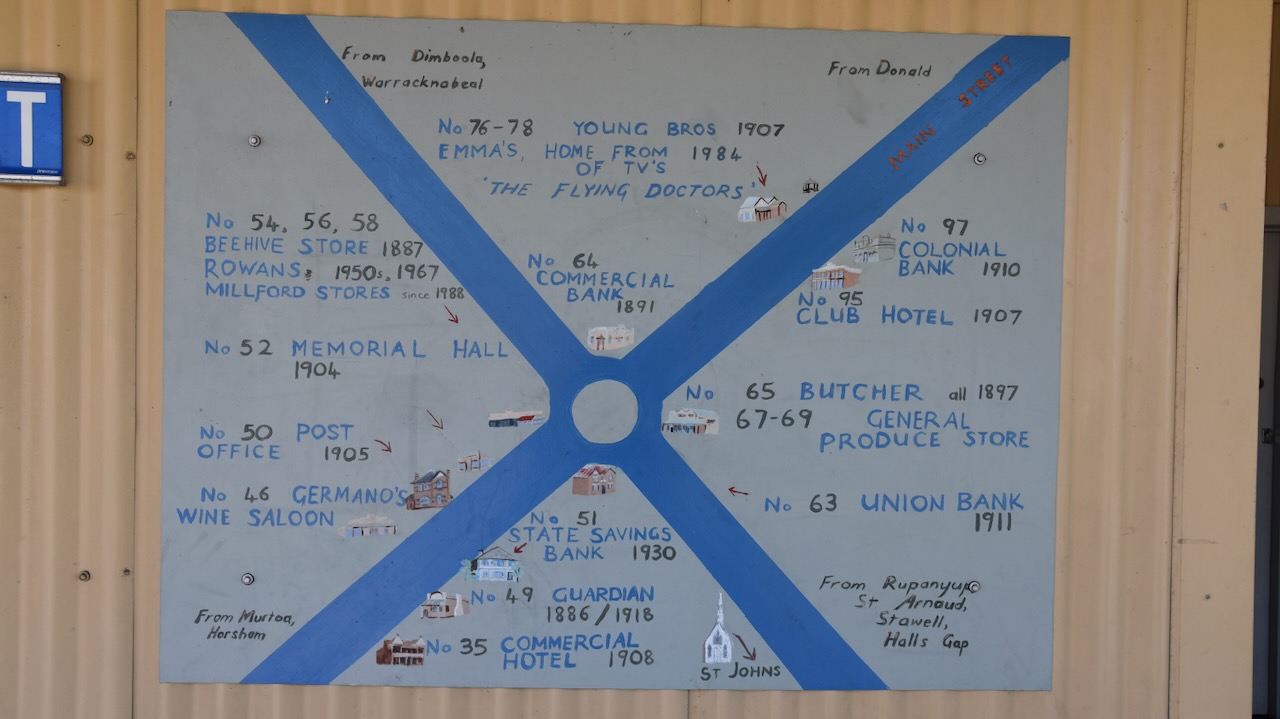 T
From Dimboola,
Warracknabeal
From Donald
MAIN STREET
No 76-78 YOUNG BROS 1907
EMMA'S, HOME FROM 1984
OF TV'S
'THE FLYING DOCTORS'
No 54, 56, 58
BEEHIVE STORE 1887
ROWANS 1950s, 1967
MILLFORD STORES since 1988
No 64
COMMERCIAL
BANK
1891
No 97
COLONIAL
BANK 1910
No 95
CLUB HOTEL 1907
No 52 MEMORIAL HALL
1904
No 65 BUTCHER all 1897
67-69 GENERAL
PRODUCE STORE
No 50 POST
OFFICE 1905
No 46 GERMANO'S
WINE SALOON
No 63 UNION BANK
1911
No 51
STATE SAVINGS
BANK 1930
No 49 GUARDIAN
1886/1918
No 35 COMMERCIAL
HOTEL 1908
From Murtoa,
Horsham
ST JOHNS
From Rupanyup,
St Arnaud,
Stawell,
Halls Gap